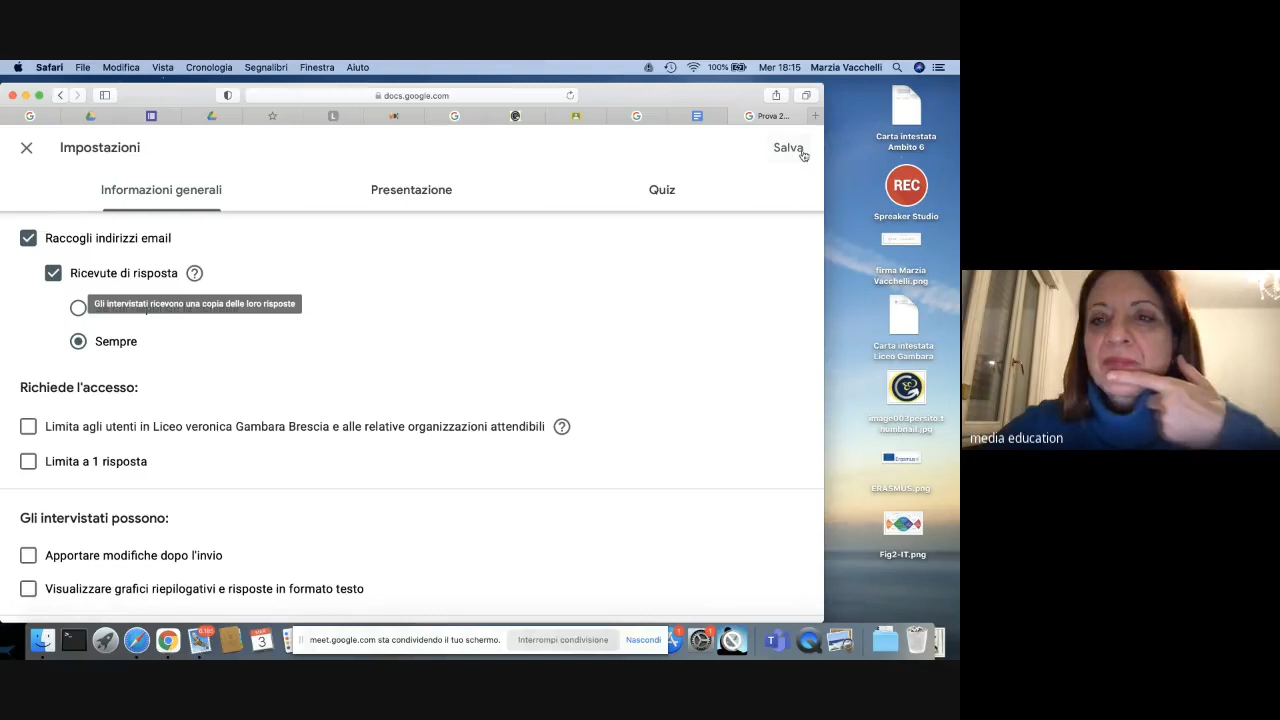 Safari File Modifica Vista Cronologia Segnalibri Finestra Aiuto 100% Mer 18:15 Marzia Vacchelli
docs.google.com
Prova 2...
Impostazioni
Salva
Informazioni generali Presentazione Quiz
Raccogli indirizzi email
Ricevute di risposta
Gli intervistati ricevono una copia delle loro risposte
Sempre
Richiede l'accesso:
Limita agli utenti in Liceo veronica Gambara Brescia e alle relative organizzazioni attendibili
Limita a 1 risposta
Gli intervistati possono:
Apportare modifiche dopo l'invio
Visualizzare grafici riepilogativi e risposte in formato testo
Carta intestata
Ambito 6
REC
Spreaker Studio
firma Marzia
Vacchelli.png
Carta intestata
Liceo Gambara
image003persito.t
humbnail.jpg
Erasmus+
ERASMUS.png
Fig2-IT.png
meet.google.com sta condividendo il tuo schermo. Interrompi condivisione Nascondi
media education